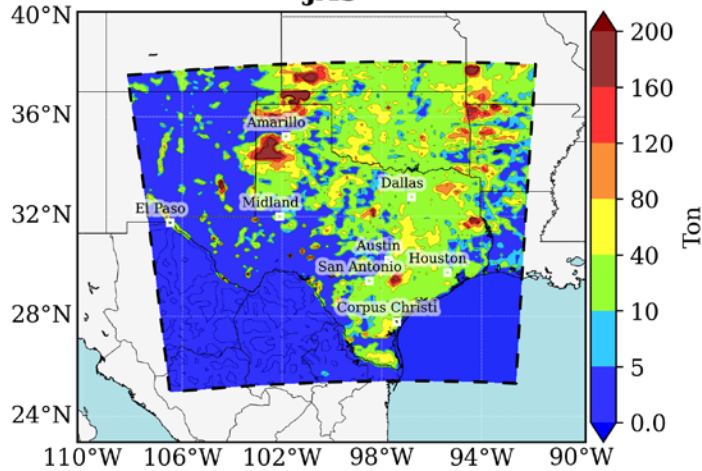 40°N
36°N
32°N
28°N
24°N
110°W 106°W 102°W 98°W 94°W 90°W
Amarillo
Dallas
Midland
El Paso
Austin
San Antonio
Houston
Corpus Christi
200
160
120
80
40
10
5
0.0
Ton